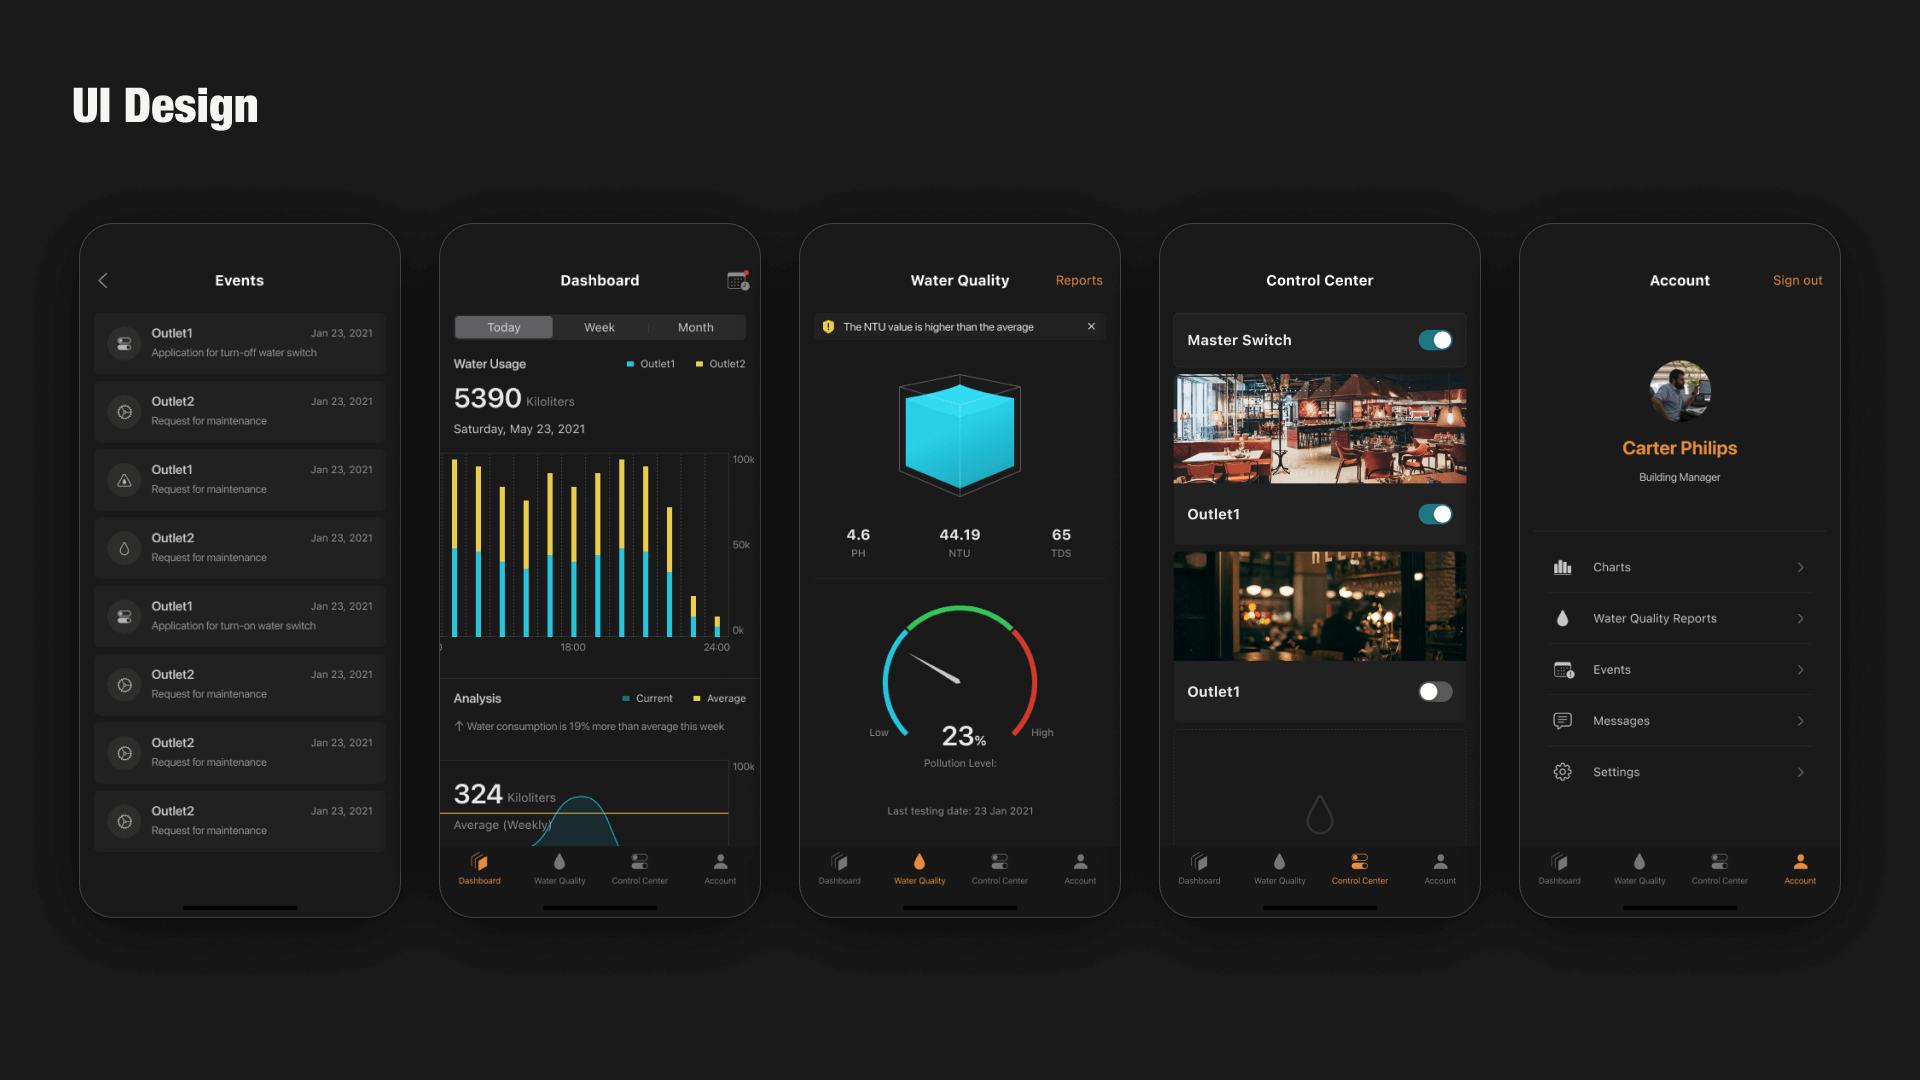 UI Design
Events
Outlet1 Jan 23, 2021
Application for turn-off water switch
Outlet2 Jan 23, 2021
Request for maintenance
Outlet1 Jan 23, 2021
Request for maintenance
Outlet2 Jan 23, 2021
Request for maintenance
Outlet1 Jan 23, 2021
Application for turn-on water switch
Outlet2 Jan 23, 2021
Request for maintenance
Outlet2 Jan 23, 2021
Request for maintenance
Outlet2 Jan 23, 2021
Request for maintenance
Dashboard
Today Week Month
Water Usage Outlet1 Outlet2
5390 Kiloliters
Saturday, May 23, 2021
100k
50k
0k
18:00 24:00
Analysis Current Average
↑ Water consumption is 19% more than average this week
100k
324 Kiloliters
Average (Weekly)
Dashboard Water Quality Control Center Account
Water Quality Reports
The NTU value is higher than the average
4.6 44.19 65
PH NTU TDS
Low 23% High
Pollution Level:
Last testing date: 23 Jan 2021
Dashboard Water Quality Control Center Account
Control Center
Master Switch
Outlet1
Outlet1
Dashboard Water Quality Control Center Account
Account Sign out
Carter Philips
Building Manager
Charts
Water Quality Reports
Events
Messages
Settings
Dashboard Water Quality Control Center Account